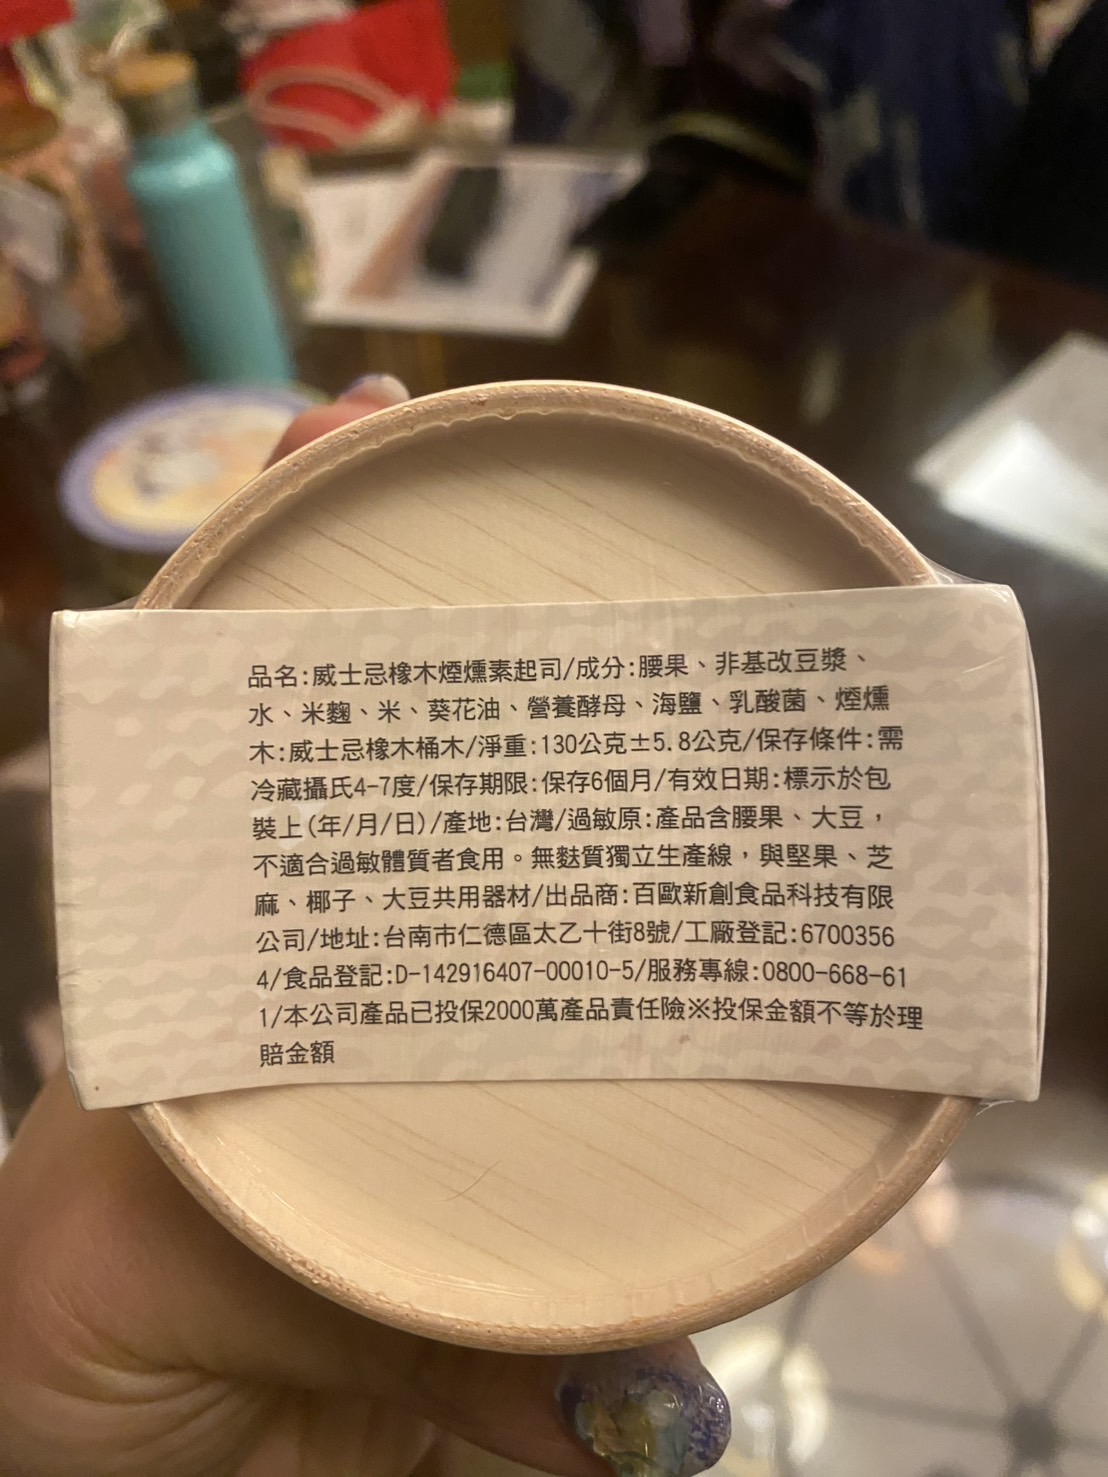 品名:威士忌橡木煙燻素起司/成分:腰果、非基改豆漿、
水、米麴、米、葵花油、營養酵母、海鹽、乳酸菌、煙燻
木:威士忌橡木桶木/淨重:130公克±5.8公克/保存條件:需
冷藏攝氏4-7度/保存期限:保存6個月/有效日期:標示於包
裝上(年/月/日)/產地:台灣/過敏原:產品含腰果、大豆，
不適合過敏體質者食用。無麩質獨立生產線，與堅果、芝
麻、椰子、大豆共用器材/出品商:百歐新創食品科技有限
公司/地址:台南市仁德區太乙十街8號/工廠登記:6700356
4/食品登記:D-142916407-00010-5/服務專線:0800-668-61
1/本公司產品已投保2000萬產品責任險※投保金額不等於理
賠金額